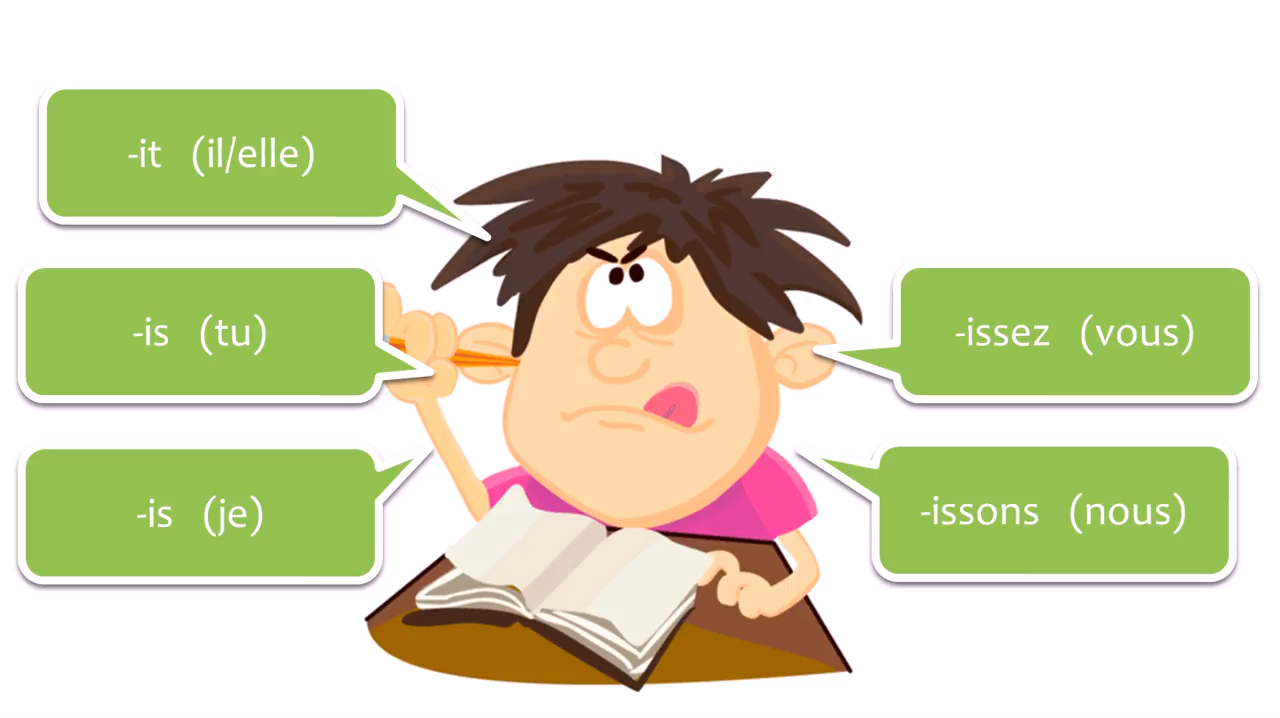 -it (il/elle)
-is (tu)
-is (je)
-issez (vous)
-issons (nous)